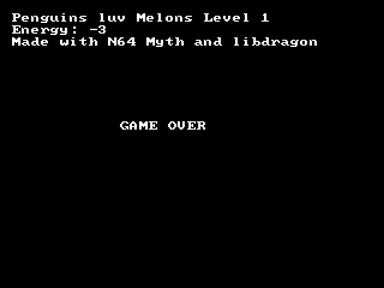 Penguins luv Melons Level 1
Energy: -3
Made with N64 Myth and libdragon
GAME OVER